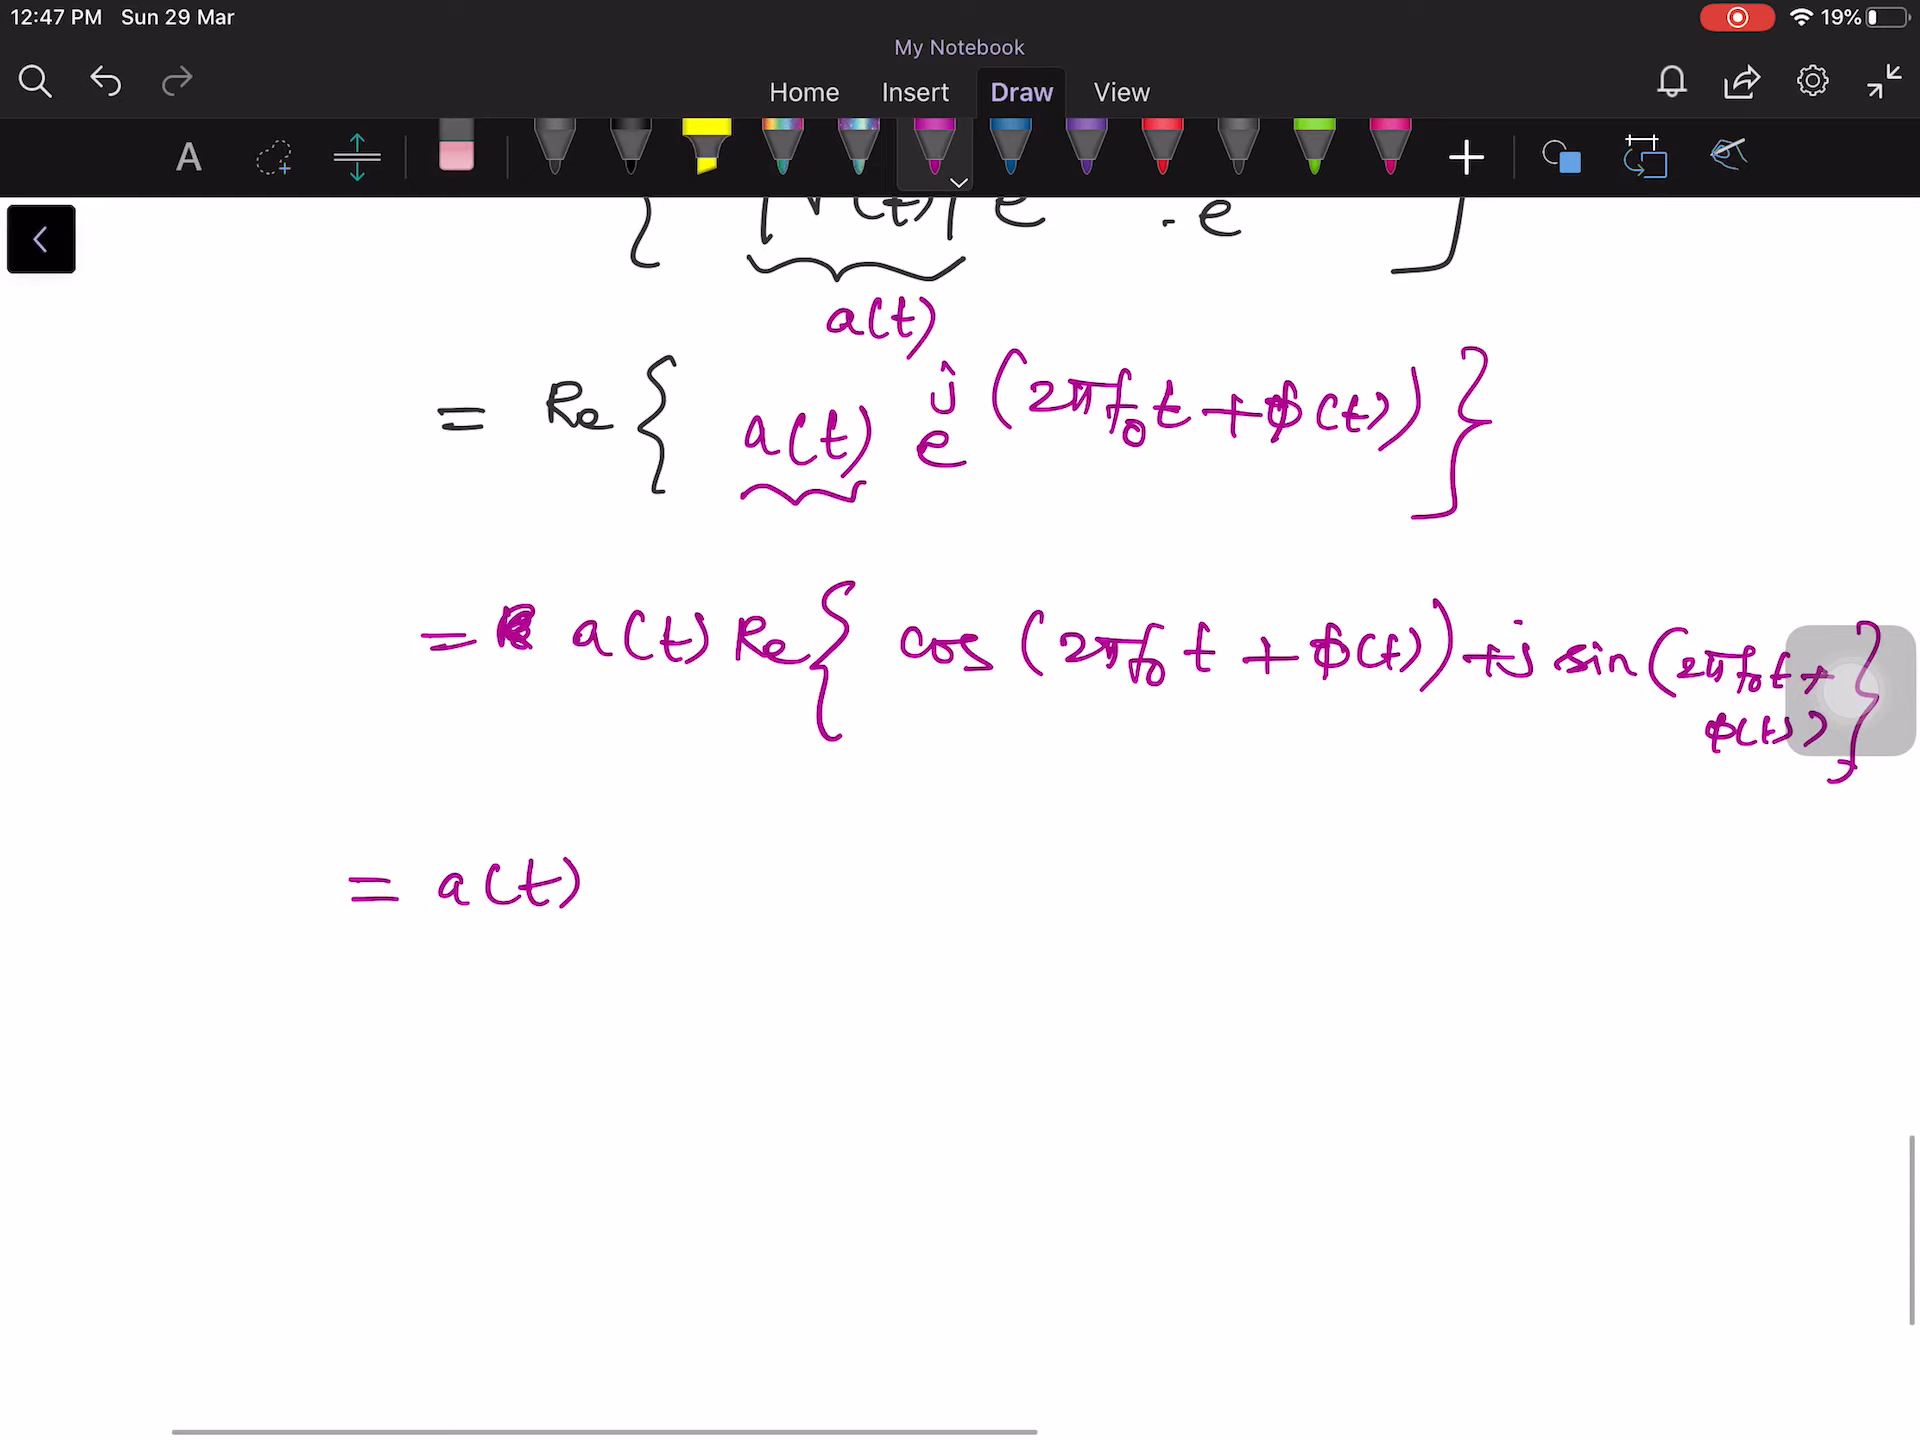 12:47 PM Sun 29 Mar 19%
My Notebook
Home Insert Draw View
A
(t) e . e
a(t)
= Re { a(t) e^ĵ(2πf₀t + ϕ(t)) }
= a(t) Re { cos (2πf₀t + ϕ(t)) + j sin (2πf₀t +
ϕ(t)) }
= a(t)